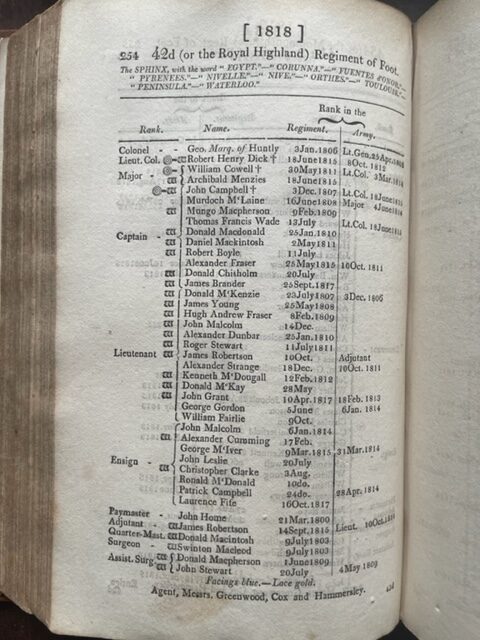 [ 1818 ]
254 42d (or the Royal Highland) Regiment of Foot.
The SPHINX, with the word "EGYPT."—"CORUNNA."—"FUENTES D'ONOR."—
"PYRENEES."—"NIVELLE."—"NIVE."—"ORTHES."—"TOULOUSE."—
"PENINSULA."—"WATERLOO."
Rank in the
Rank. Name. Regiment. Army.
Colonel - - Geo. Marq. of Huntly 3Jan.1806 Lt.Gen.25Apr.1808
Lieut. Col. Robert Henry Dick † 18June1815 8Oct. 1812
Major - William Cowell † 30May1811 Lt.Col. 3Mar.1814
Archibald Menzies 18June1815
John Campbell † 3Dec.1807 Lt.Col. 18June1815
Murdoch M'Laine 16June1808 Major 4June1814
Mungo Macpherson 9Feb.1809
Thomas Francis Wade 13July Lt.Col. 18June1815
Captain - Donald Macdonald 25Jan.1810
Daniel Mackintosh 2May1811
Robert Boyle 11July
Alexander Fraser 25May1815 10Oct. 1811
Donald Chisholm 20July
James Brander 25Sept.1817
Donald M'Kenzie 23July1807 3Dec.1806
James Young 25May1808
Hugh Andrew Fraser 8Feb.1809
John Malcolm 14Dec.
Alexander Dunbar 25Jan.1810
Roger Stewart 11July1811
Lieutenant James Robertson 10Oct. Adjutant
Alexander Strange 18Dec. 10Oct. 1811
Kenneth M'Dougall 12Feb.1812
Donald M'Kay 28May
John Grant 10Apr.1817 18Feb. 1813
George Gordon 5June 6Jan. 1814
William Fairlie 9Oct.
John Malcolm 6Jan.1814
Alexander Cumming 17Feb.
George M'Iver 9Mar.1815 31Mar.1814
Ensign - John Leslie 20July
Christopher Clarke 3Aug.
Ronald M'Donald 10do.
Patrick Campbell 24do. 28Apr. 1814
Laurence Fife 16Oct.1817
Paymaster - John Home 21Mar.1800
Adjutant - James Robertson 14Sept.1815 Lieut. 10Oct.
Quarter-Mast. Donald Macintosh 9July1803
Surgeon - Swinton Macleod 9July1803
Assist. Surg. Donald Macpherson 1June1809
John Stewart 20July 4May 1809
Facings blue.—Lace gold.
Agent, Messrs. Greenwood, Cox and Hammersley.